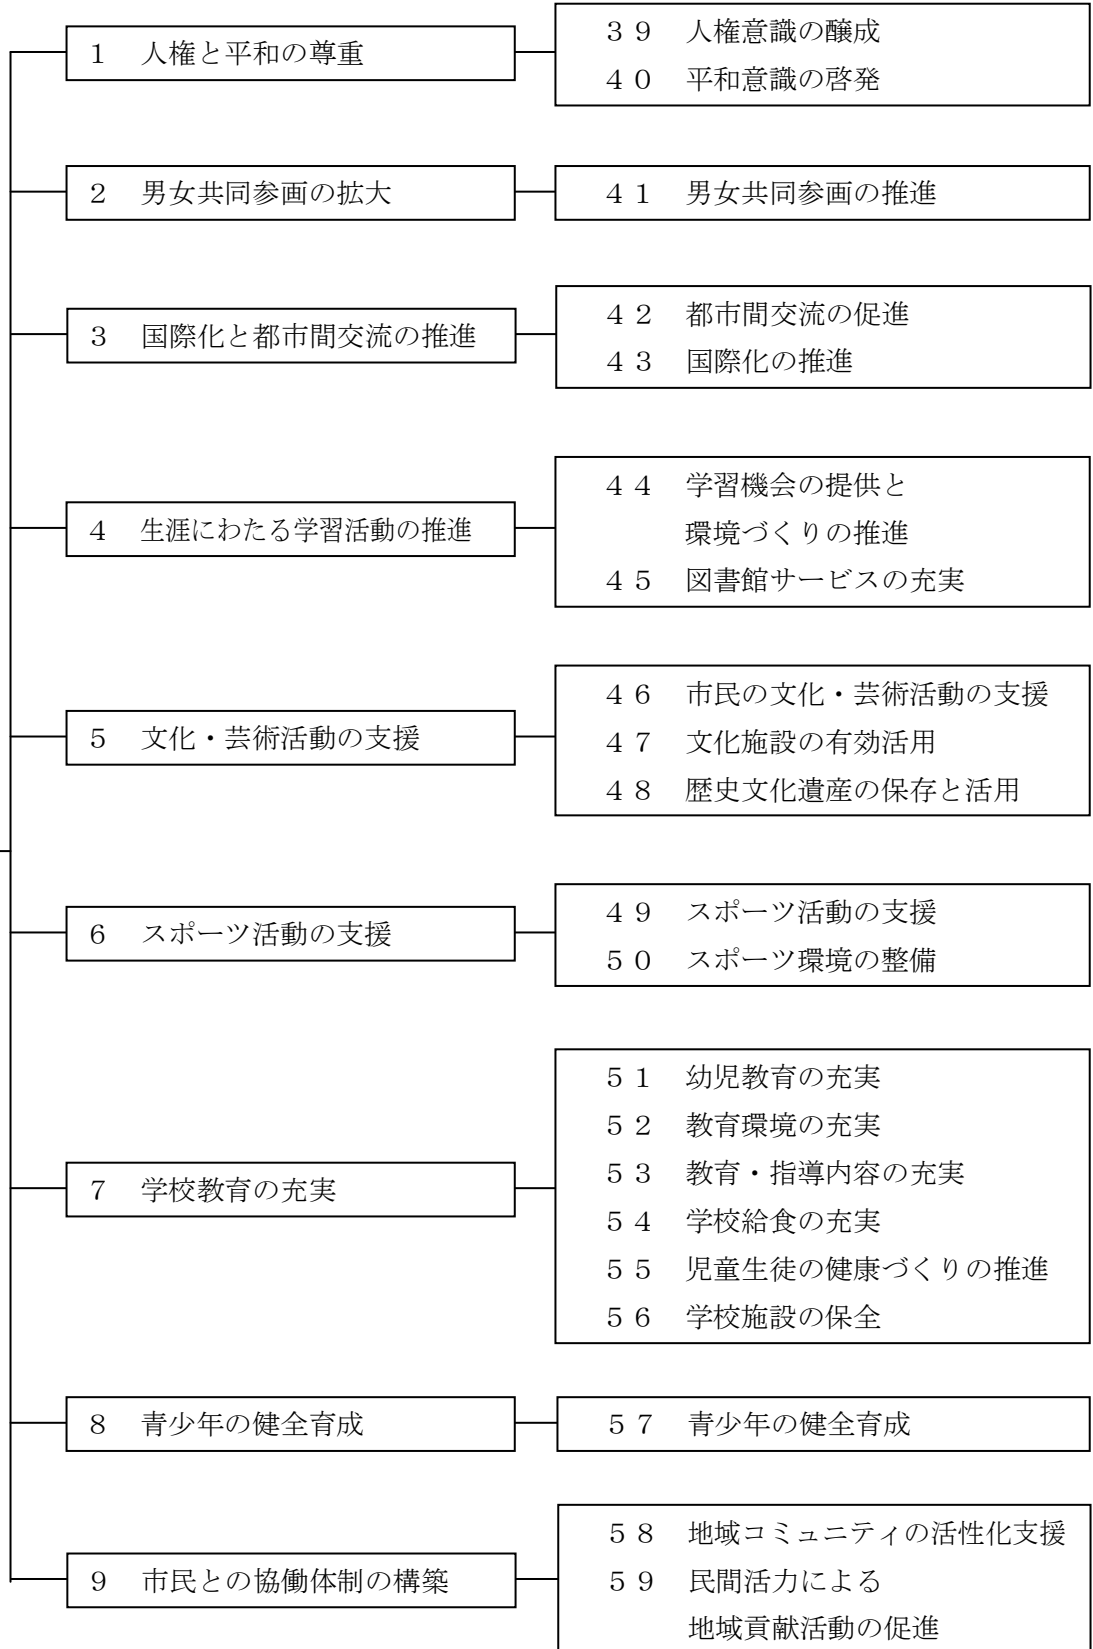 １　人権と平和の尊重
３９　人権意識の醸成
４０　平和意識の啓発
２　男女共同参画の拡大
４１　男女共同参画の推進
３　国際化と都市間交流の推進
４２　都市間交流の促進
４３　国際化の推進
４　生涯にわたる学習活動の推進
４４　学習機会の提供と
環境づくりの推進
４５　図書館サービスの充実
５　文化・芸術活動の支援
４６　市民の文化・芸術活動の支援
４７　文化施設の有効活用
４８　歴史文化遺産の保存と活用
６　スポーツ活動の支援
４９　スポーツ活動の支援
５０　スポーツ環境の整備
７　学校教育の充実
５１　幼児教育の充実
５２　教育環境の充実
５３　教育・指導内容の充実
５４　学校給食の充実
５５　児童生徒の健康づくりの推進
５６　学校施設の保全
８　青少年の健全育成
５７　青少年の健全育成
９　市民との協働体制の構築
５８　地域コミュニティの活性化支援
５９　民間活力による
地域貢献活動の促進